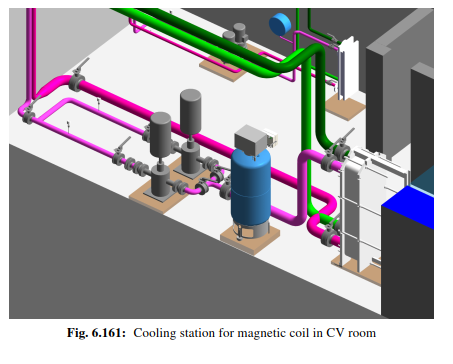 Fig. 6.161: Cooling station for magnetic coil in CV room